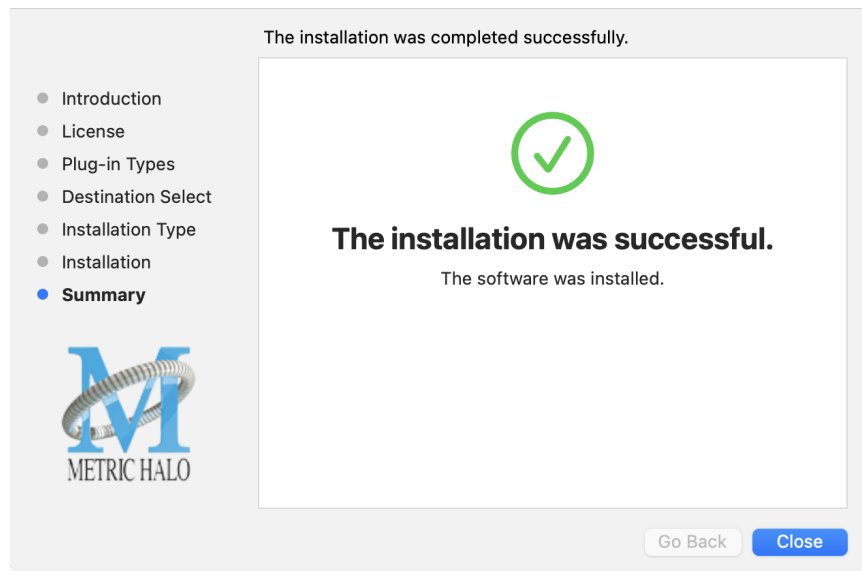 The installation was completed successfully.
Introduction
License
Plug-in Types
Destination Select
Installation Type
Installation
Summary
The installation was successful.
The software was installed.
M
METRIC HALO
Go Back
Close